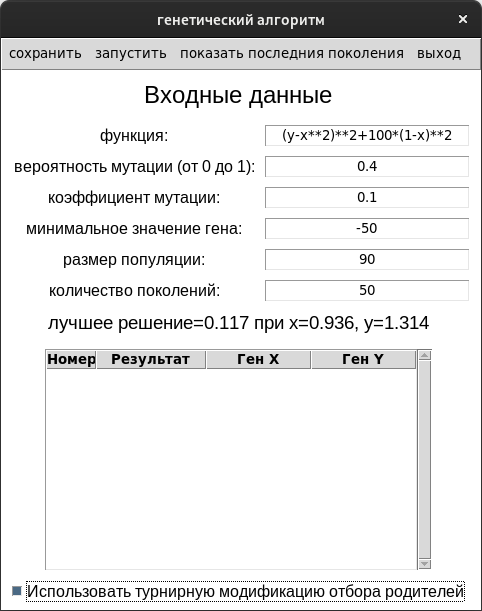 генетический алгоритм
сохранить запустить показать последния поколения выход
Входные данные
функция: (y-x**2)**2+100*(1-x)**2
вероятность мутации (от 0 до 1): 0.4
коэффициент мутации: 0.1
минимальное значение гена: -50
размер популяции: 90
количество поколений: 50
лучшее решение=0.117 при x=0.936, y=1.314
Номер Результат Ген X Ген Y
Использовать турнирную модификацию отбора родителей